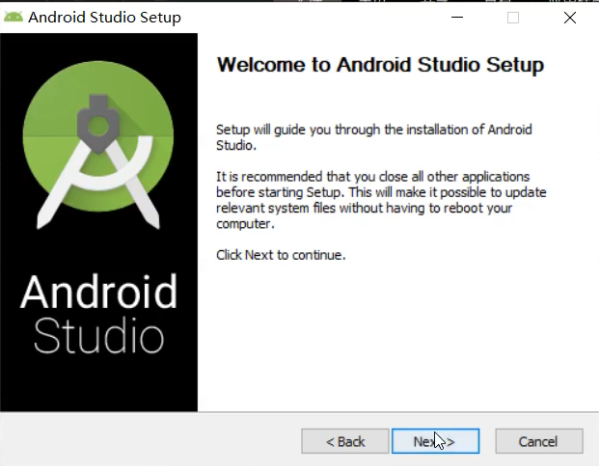 Android Studio Setup
Welcome to Android Studio Setup
Setup will guide you through the installation of Android
Studio.
It is recommended that you close all other applications
before starting Setup. This will make it possible to update
relevant system files without having to reboot your
computer.
Click Next to continue.
Android
Studio
< Back
Next >
Cancel